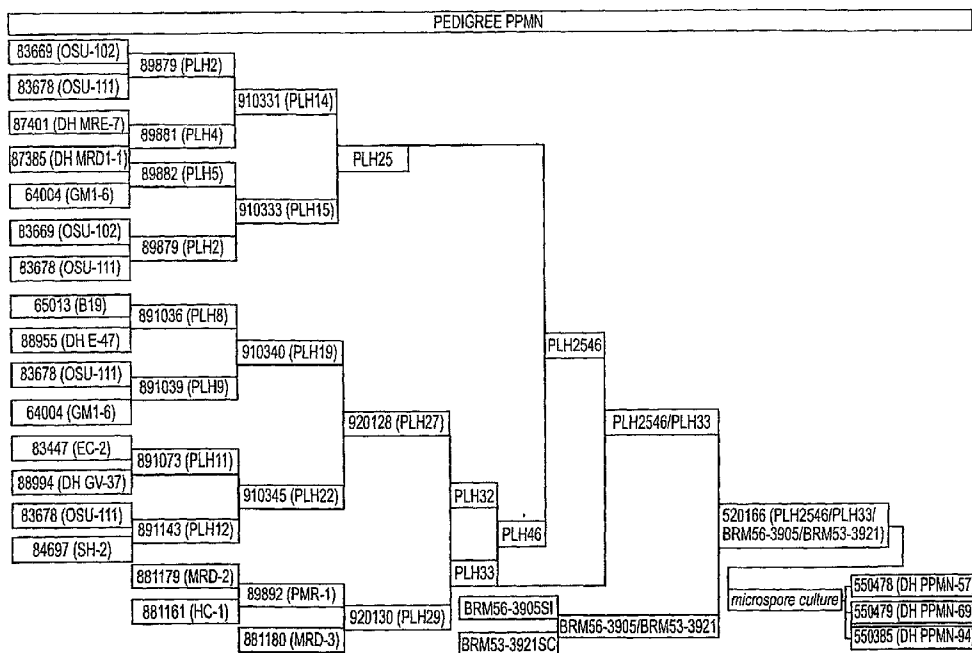 PEDIGREE PPMN
83669 (OSU-102)
83678 (OSU-111)
87401 (DH MRE-7)
87385 (DH MRD1-1)
64004 (GM1-6)
83669 (OSU-102)
83678 (OSU-111)
65013 (B19)
88955 (DH E-47)
83678 (OSU-111)
64004 (GM1-6)
83447 (EC-2)
88994 (DH GV-37)
83678 (OSU-111)
84697 (SH-2)
89879 (PLH2)
89881 (PLH4)
89882 (PLH5)
89879 (PLH2)
891036 (PLH8)
891039 (PLH9)
891073 (PLH11)
891143 (PLH12)
881179 (MRD-2)
881161 (HC-1)
910331 (PLH14)
910333 (PLH15)
910340 (PLH19)
910345 (PLH22)
89892 (PMR-1)
881180 (MRD-3)
PLH25
920128 (PLH27)
920130 (PLH29)
PLH32
PLH33
PLH46
BRM56-3905SI
BRM53-3921SC
PLH2546
PLH2546/PLH33
BRM56-3905/BRM53-3921
520166 (PLH2546/PLH33/
BRM56-3905/BRM53-3921)
microspore culture
550478 (DH PPMN-57
550479 (DH PPMN-69
550385 (DH PPMN-94